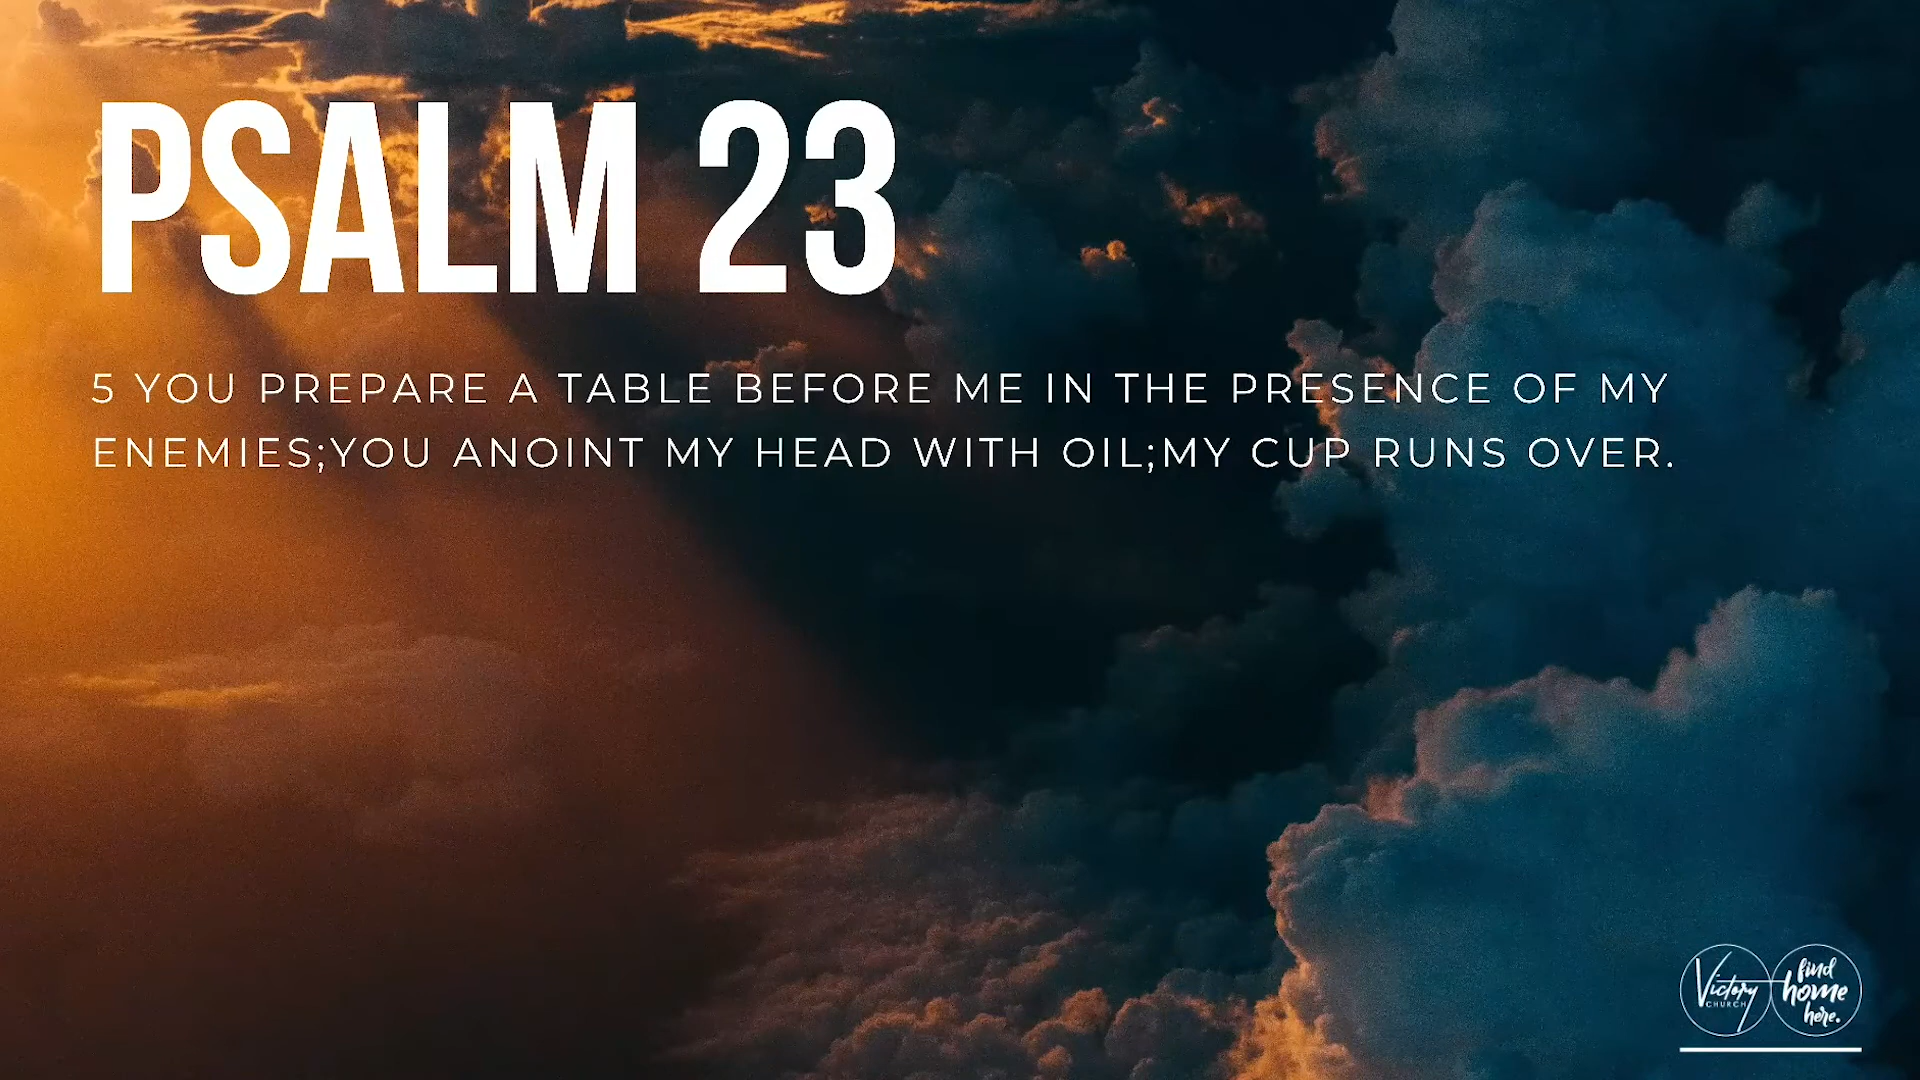 PSALM 23
5 YOU PREPARE A TABLE BEFORE ME IN THE PRESENCE OF MY
ENEMIES;YOU ANOINT MY HEAD WITH OIL;MY CUP RUNS OVER.
Victory
CHURCH
find
home
here.